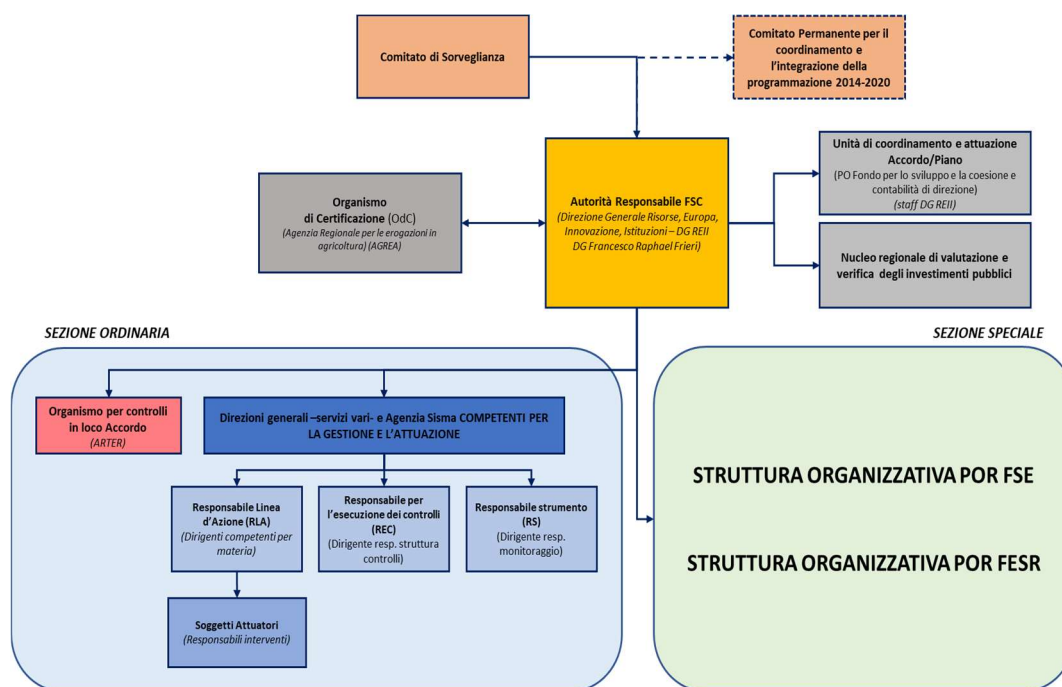 Comitato di Sorveglianza
Comitato Permanente per il
coordinamento e
l'integrazione della
programmazione 2014-2020
Organismo
di Certificazione (OdC)
(Agenzia Regionale per le erogazioni in
agricoltura) (AGREA)
Autorità Responsabile FSC
(Direzione Generale Risorse, Europa,
Innovazione, Istituzioni – DG REII
DG Francesco Raphael Frieri)
Unità di coordinamento e attuazione
Accordo/Piano
(PO Fondo per lo sviluppo e la coesione e
contabilità di direzione)
(staff DG REII)
Nucleo regionale di valutazione e
verifica degli investimenti pubblici
SEZIONE ORDINARIA
Organismo per controlli
in loco Accordo
(ARTER)
Direzioni generali –servizi vari- e Agenzia Sisma COMPETENTI PER
LA GESTIONE E L'ATTUAZIONE
Responsabile Linea
d'Azione (RLA)
(Dirigenti competenti per
materia)
Responsabile per
l'esecuzione dei controlli
(REC)
(Dirigente resp. struttura
controlli)
Responsabile strumento
(RS)
(Dirigente resp.
monitoraggio)
Soggetti Attuatori
(Responsabili interventi)
SEZIONE SPECIALE
STRUTTURA ORGANIZZATIVA POR FSE
STRUTTURA ORGANIZZATIVA POR FESR